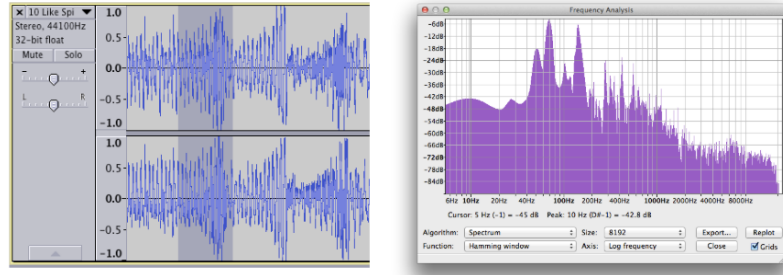 × 10 Like Spi ▼
Stereo, 44100Hz
32-bit float
Mute Solo
- +
L R
1.0
0.5-
0.0-
-0.5-
-1.0
1.0
0.5-
0.0-
-0.5-
-1.0
Frequency Analysis
-6dB
-12dB
-18dB
-24dB
-30dB
-36dB
-42dB
-48dB
-54dB
-60dB
-66dB
-72dB
-78dB
-84dB
6Hz 10Hz 20Hz 40Hz 100Hz 200Hz 400Hz 1000Hz 2000Hz 4000Hz 8000Hz
Cursor: 5 Hz (-1) = -45 dB Peak: 10 Hz (D#-1) = -42.8 dB
Algorithm: Spectrum Size: 8192 Export... Replot
Function: Hamming window Axis: Log frequency Close Grids